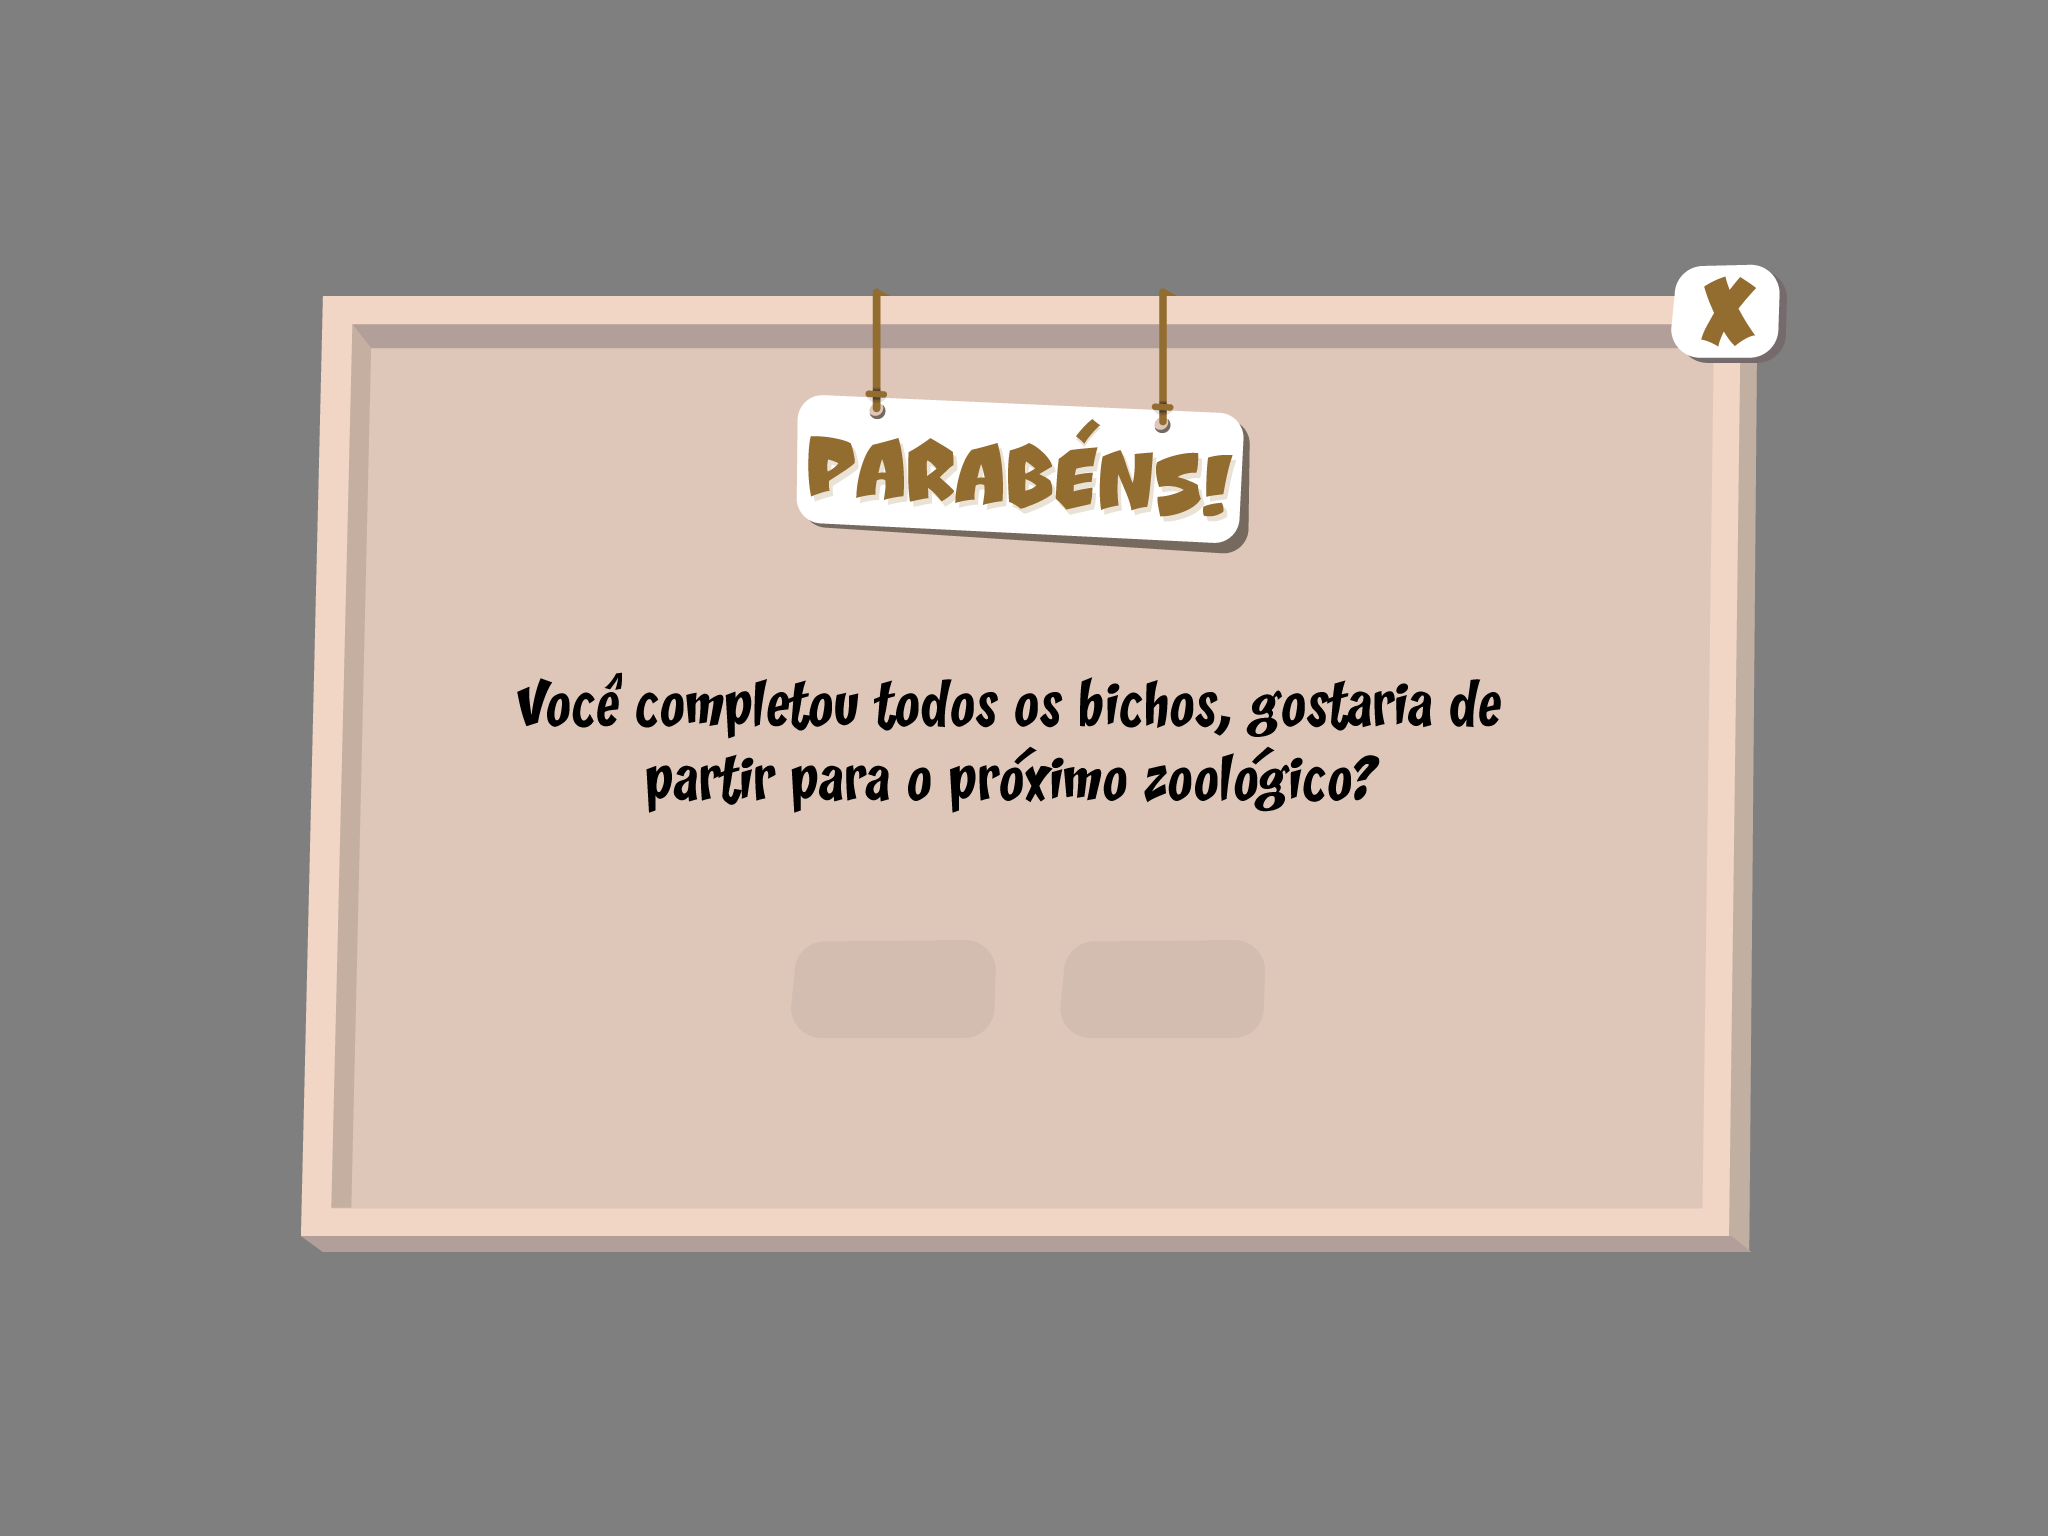 X
PARABÉNS!
Você completou todos os bichos, gostaria de
partir para o próximo zoológico?